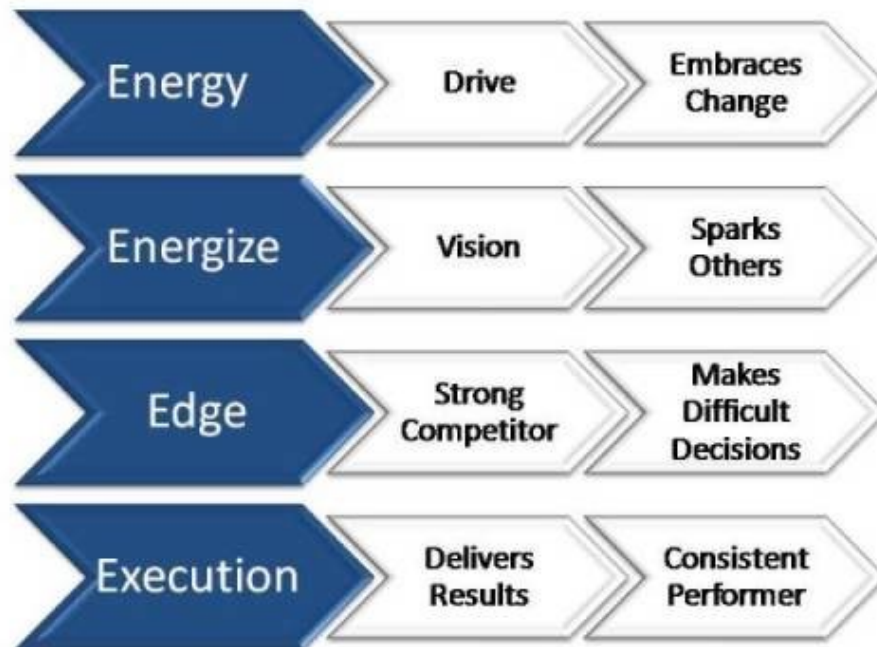 Energy
Drive
Embraces
Change
Energize
Vision
Sparks
Others
Edge
Strong
Competitor
Makes
Difficult
Decisions
Execution
Delivers
Results
Consistent
Performer